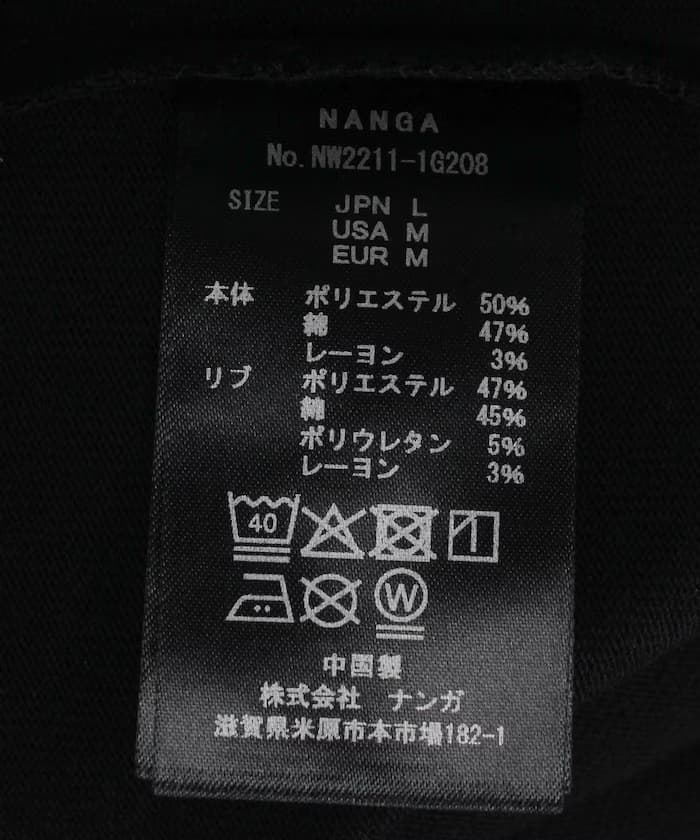 NANGA
No. NW2211-1G208
SIZE JPN L
USA M
EUR M
本体 ポリエステル 50%
綿 47%
レーヨン 3%
リブ ポリエステル 47%
綿 45%
ポリウレタン 5%
レーヨン 3%
40
W
中国製
株式会社 ナンガ
滋賀県米原市本市場182-1